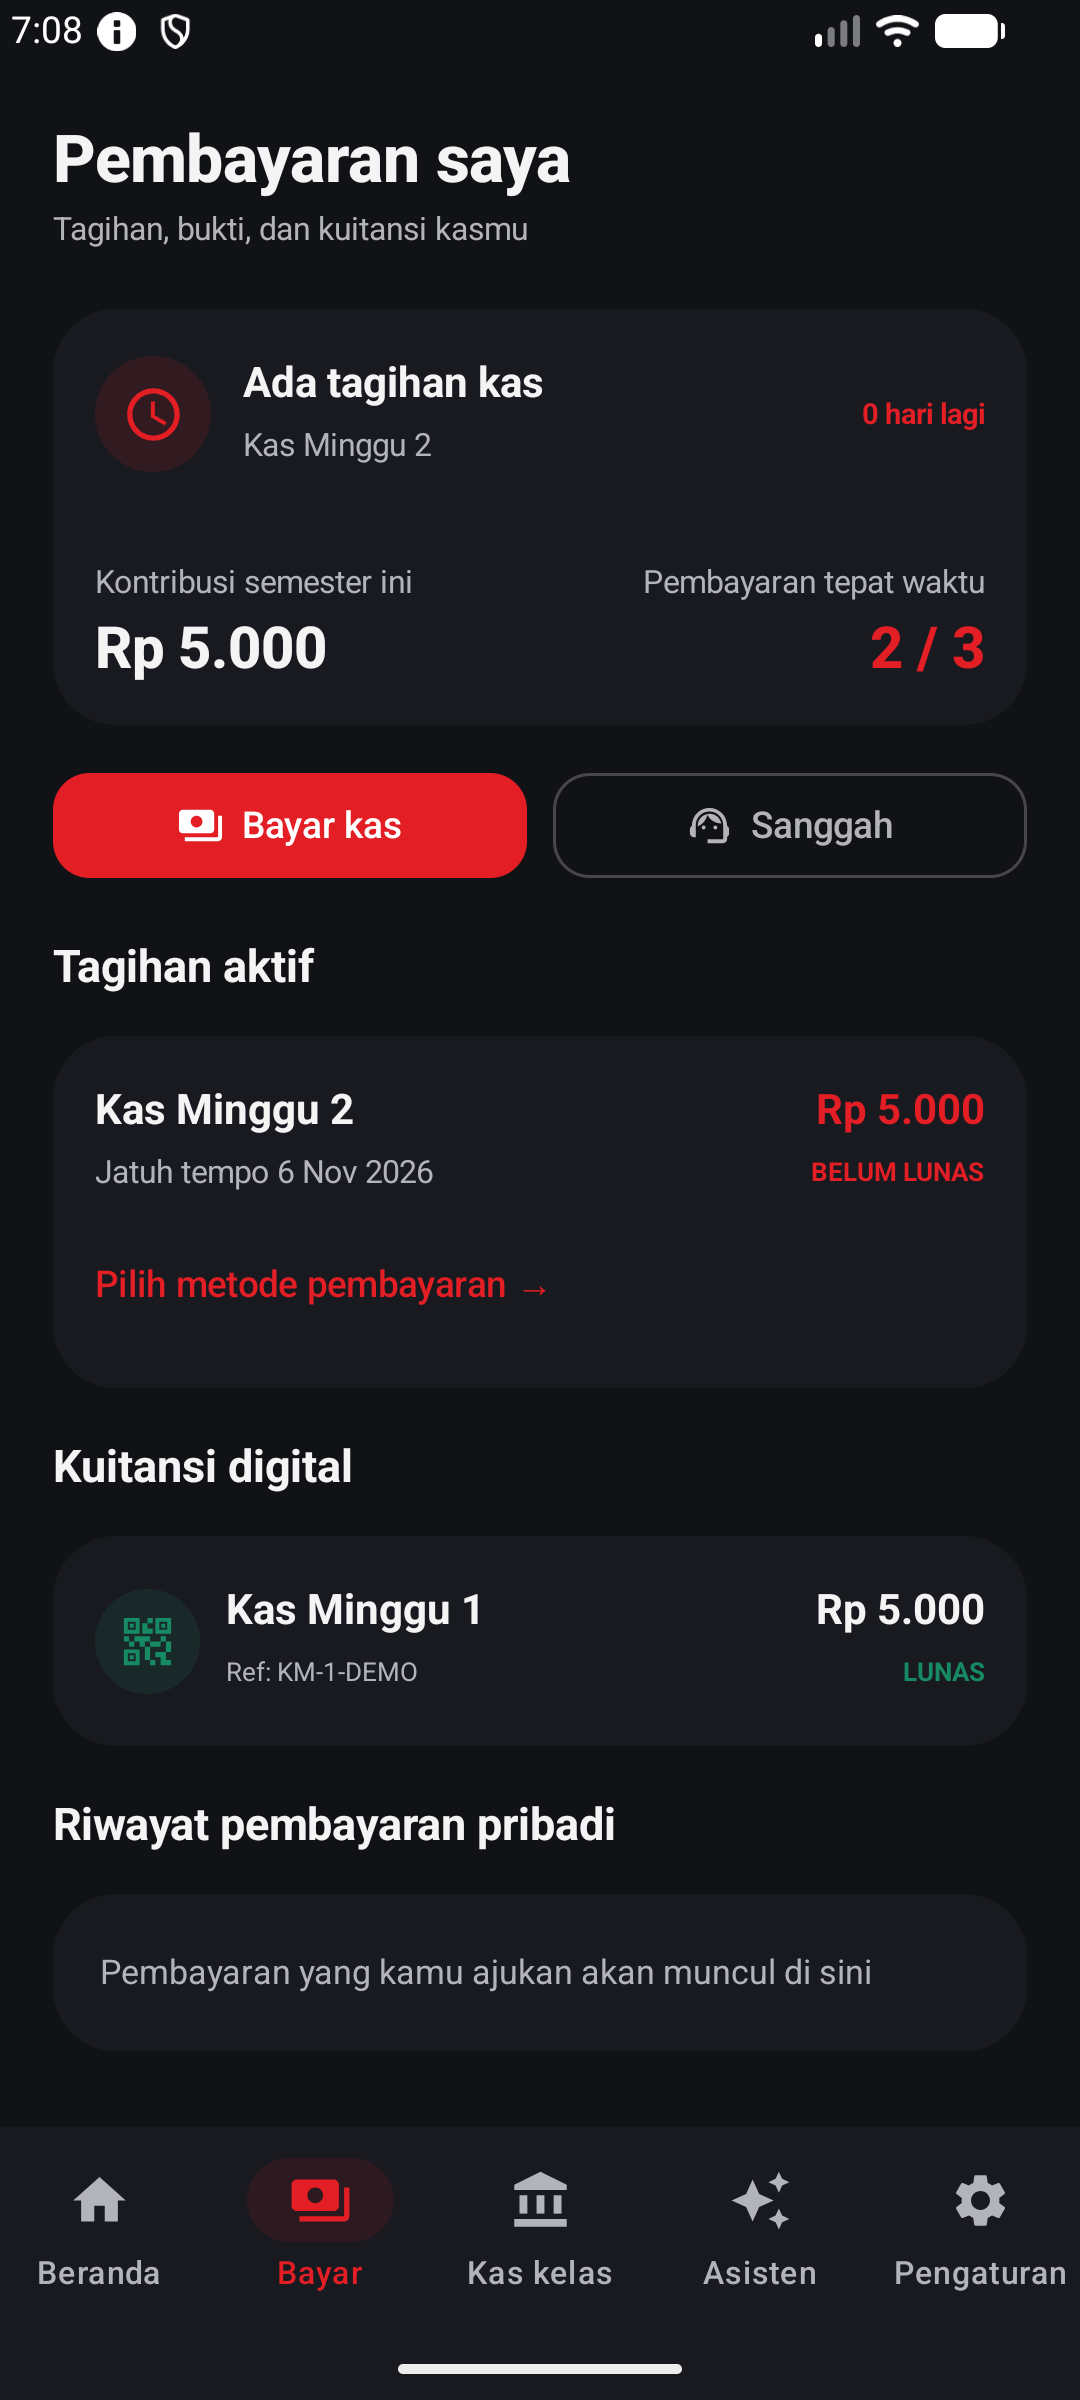 7:08
Pembayaran saya
Tagihan, bukti, dan kuitansi kasmu
Ada tagihan kas
Kas Minggu 2
0 hari lagi
Kontribusi semester ini
Pembayaran tepat waktu
Rp 5.000
2 / 3
Bayar kas
Sanggah
Tagihan aktif
Kas Minggu 2
Rp 5.000
Jatuh tempo 6 Nov 2026
BELUM LUNAS
Pilih metode pembayaran →
Kuitansi digital
Kas Minggu 1
Rp 5.000
Ref: KM-1-DEMO
LUNAS
Riwayat pembayaran pribadi
Pembayaran yang kamu ajukan akan muncul di sini
Beranda
Bayar
Kas kelas
Asisten
Pengaturan